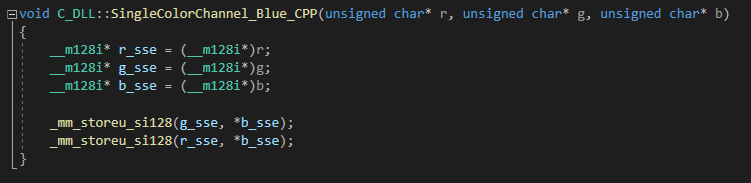 void C_DLL::SingleColorChannel_Blue_CPP(unsigned char* r, unsigned char* g, unsigned char* b)
{
__m128i* r_sse = (__m128i*)r;
__m128i* g_sse = (__m128i*)g;
__m128i* b_sse = (__m128i*)b;
_mm_storeu_si128(g_sse, *b_sse);
_mm_storeu_si128(r_sse, *b_sse);
}